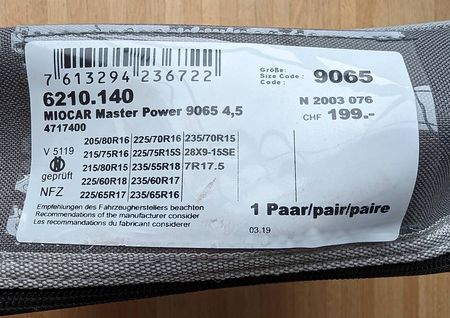 7 613294 236722
6210.140
MIOCAR Master Power 9065 4,5
4717400
Größe:
Size Code:
Code:
9065
N 2003 076
CHF 199.-
V 5119
geprüft
NFZ
205/80R16 225/70R16 235/70R15
215/75R16 225/75R15S 28X9-15SE
215/80R15 235/55R18 7R17.5
225/60R18 235/60R17
225/65R17 235/65R16
Empfehlungen des Fahrzeugherstellers beachten
Recommendations of the manufacturer consider
Les recommandations du fabricant considerer
1 Paar/pair/paire
03.19